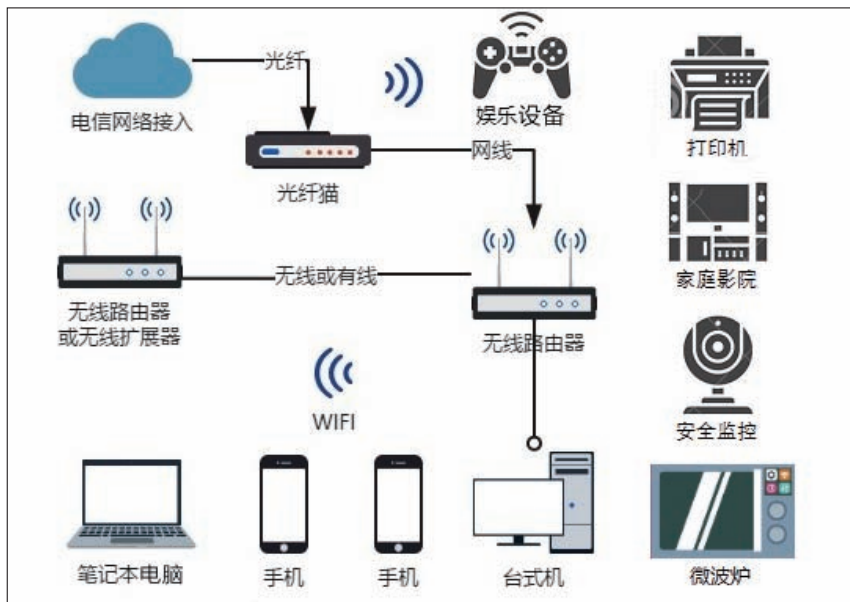 光纤
电信网络接入
娱乐设备
打印机
网线
光纤猫
家庭影院
无线或有线
无线路由器
或无线扩展器
无线路由器
WIFI
安全监控
笔记本电脑
手机
手机
台式机
微波炉